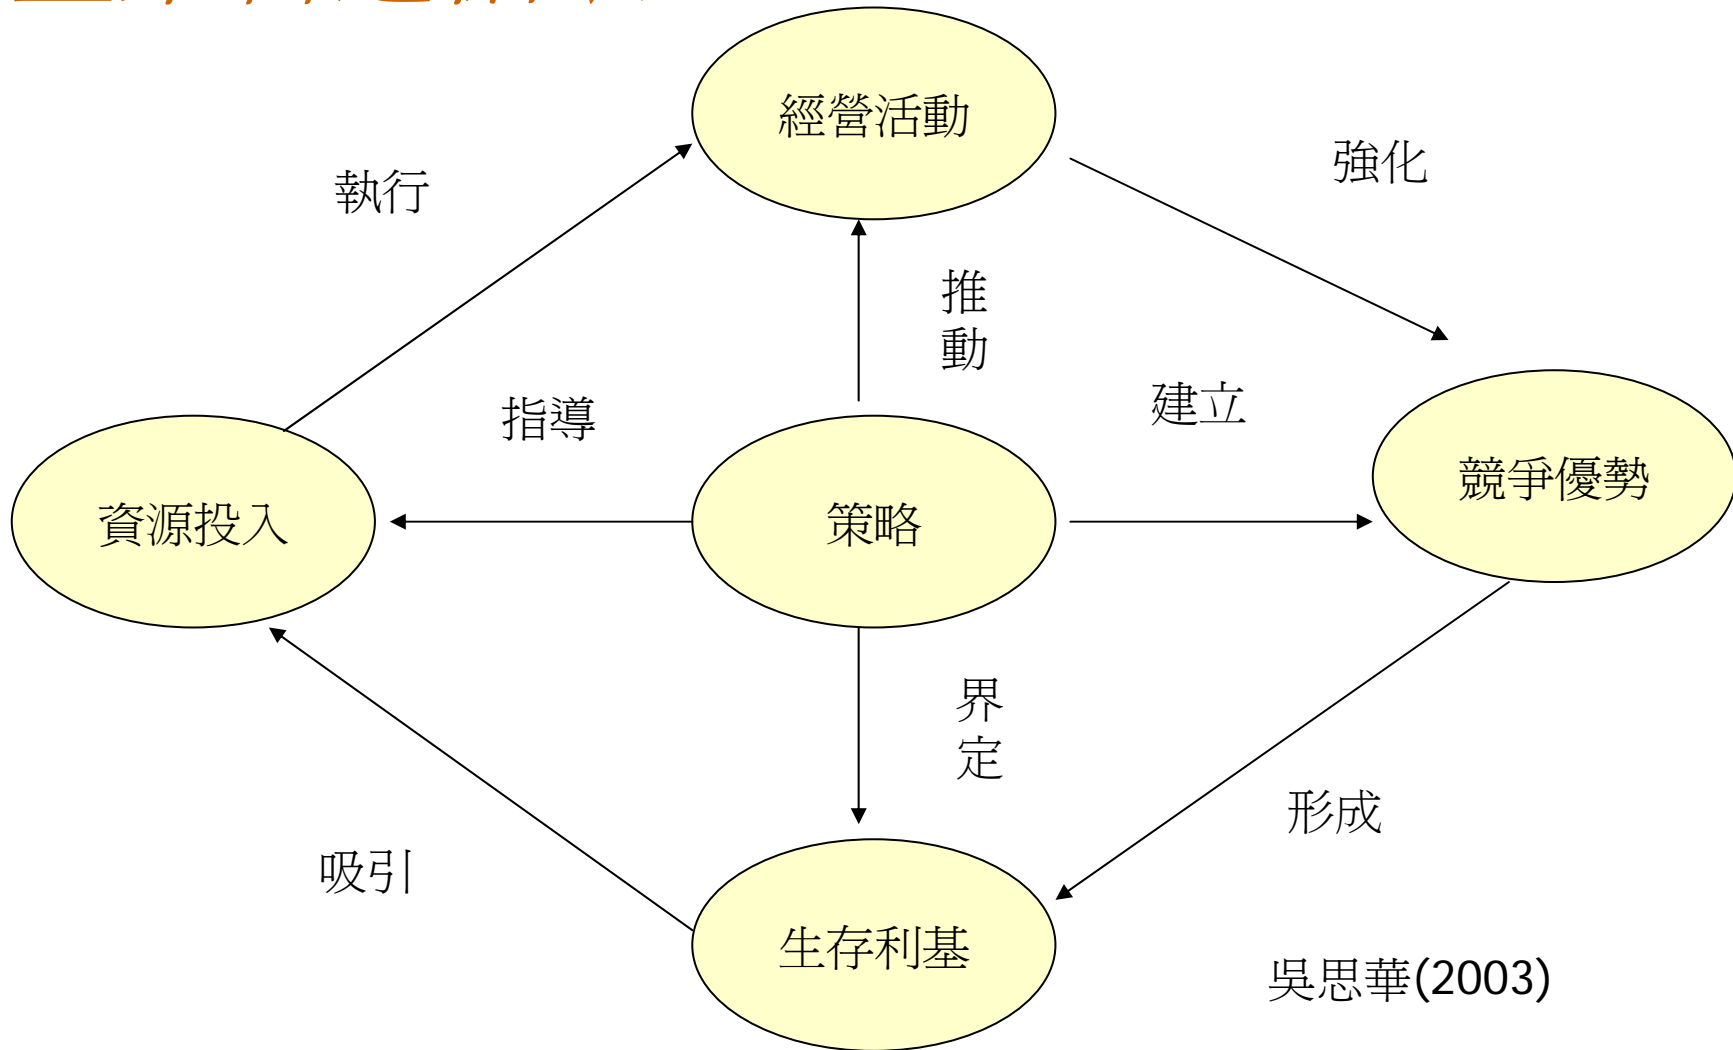 經營活動
強化
執行
推
動
建立
指導
競爭優勢
資源投入
策略
界
定
形成
吸引
生存利基
吳思華(2003)